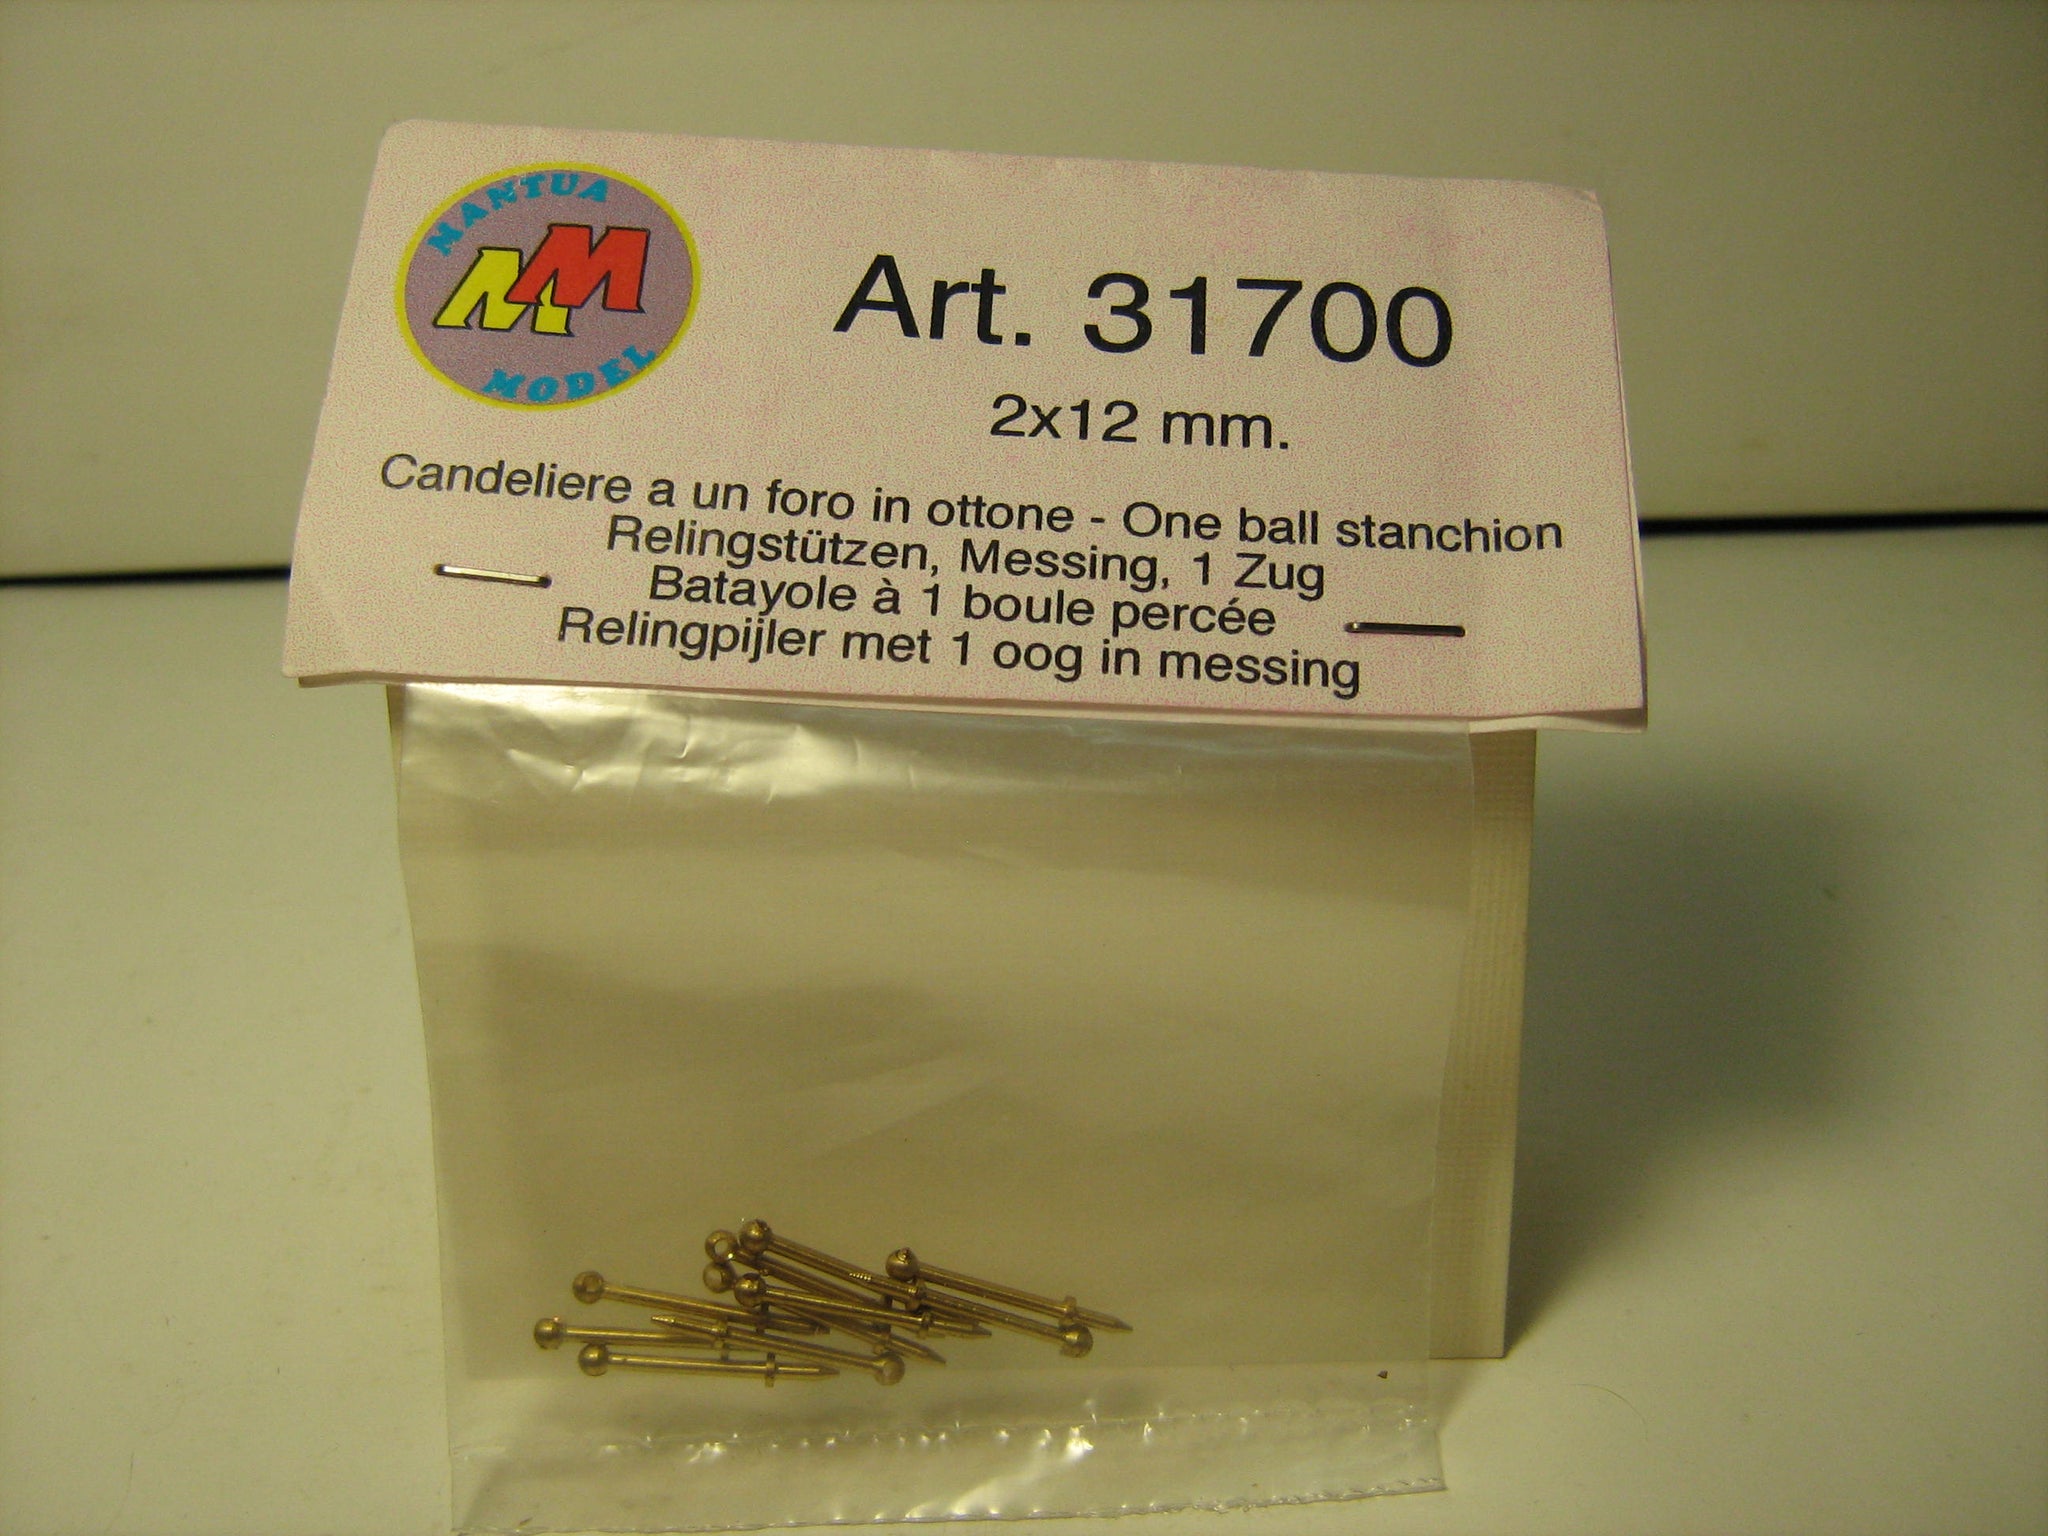 MANTUA
MM
MODEL
Art. 31700
2x12 mm.
Candeliere a un foro in ottone - One ball stanchion
Relingstützen, Messing, 1 Zug
Batayole à 1 boule percée
Relingpijler met 1 oog in messing